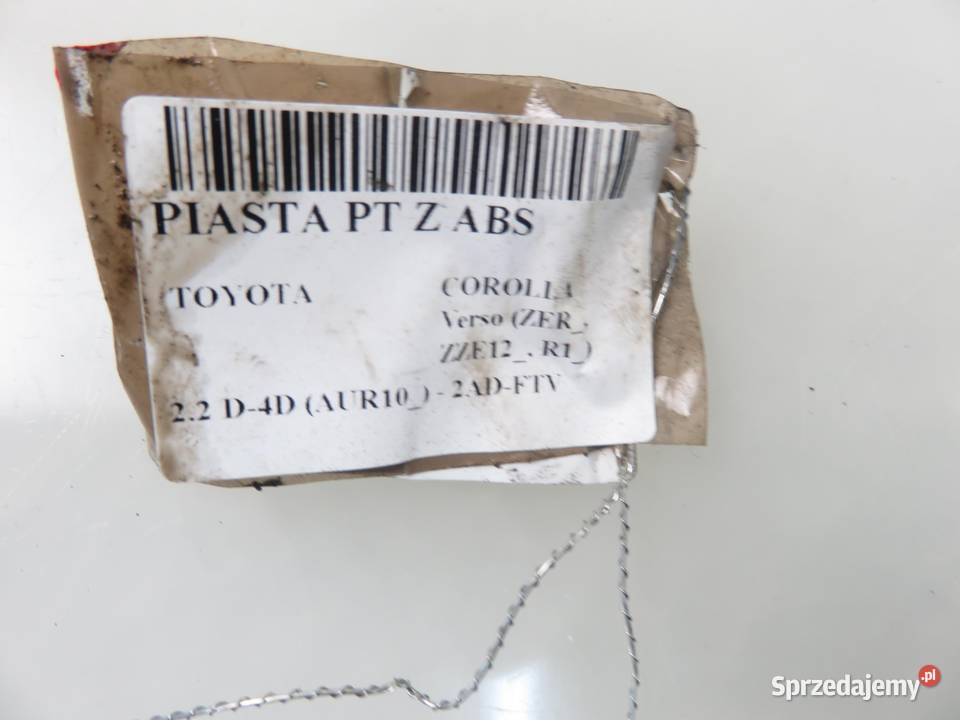 PIASTA PT Z ABS
TOYOTA
COROLLA
Verso (ZER_,
ZZE12_, R1_)
2.2 D-4D (AUR10_) - 2AD-FTV
Sprzedajemy.pl